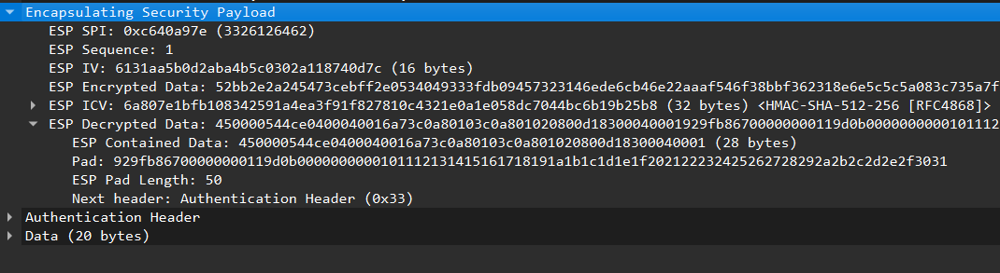 Encapsulating Security Payload
ESP SPI: 0xc640a97e (3326126462)
ESP Sequence: 1
ESP IV: 6131aa5b0d2aba4b5c0302a118740d7c (16 bytes)
ESP Encrypted Data: 52bb2e2a245473cebff2e0534049333fdb09457323146ede6cb46e22aaaf546f38bbf362318e6e5c5c5a083c735a7f
ESP ICV: 6a807e1bfb108342591a4ea3f91f827810c4321e0a1e058dc7044bc6b19b25b8 (32 bytes) <HMAC-SHA-512-256 [RFC4868]>
ESP Decrypted Data: 450000544ce0400040016a73c0a80103c0a801020800d18300040001929fb86700000000119d0b0000000000101112
ESP Contained Data: 450000544ce0400040016a73c0a80103c0a801020800d18300040001 (28 bytes)
Pad: 929fb86700000000119d0b0000000000101112131415161718191a1b1c1d1e1f202122232425262728292a2b2c2d2e2f3031
ESP Pad Length: 50
Next header: Authentication Header (0x33)
Authentication Header
Data (20 bytes)